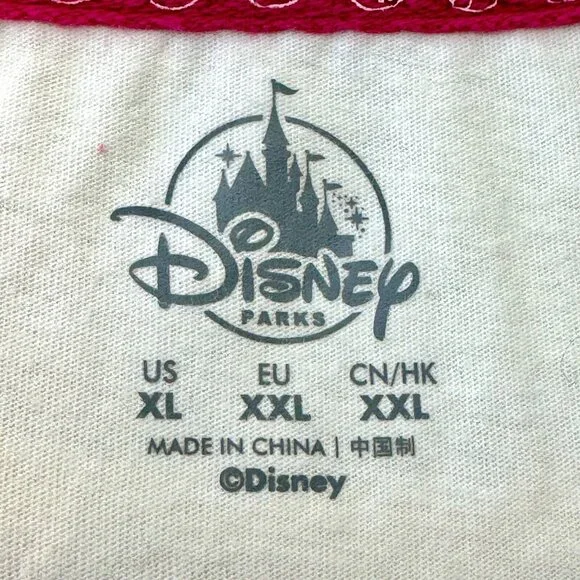 Disney
PARKS
US EU CN/HK
XL XXL XXL
MADE IN CHINA | 中国制
©Disney